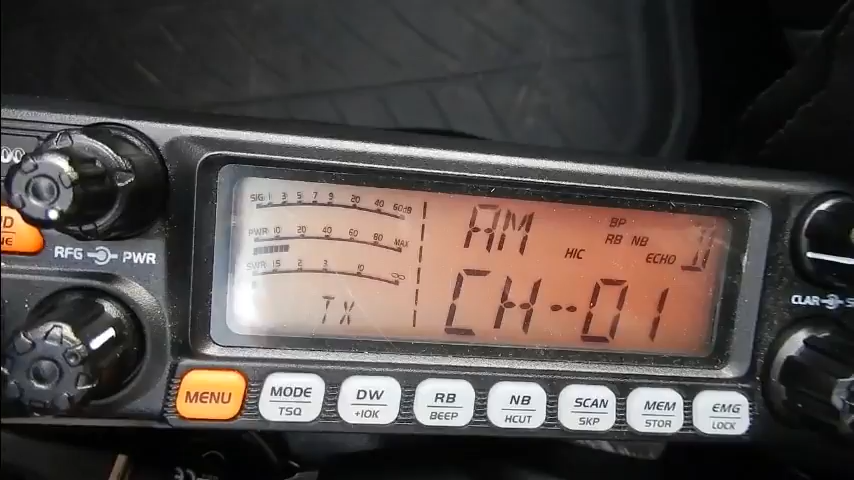 00
SIG 1 3 5 7 9 20 40 60dB
PWR 10 20 40 60 80 MAX
SWR 1.5 2 3 10 ∞
TX
AM
BP
RB NB
HIC
ECHO
D
CH--01
RFG PWR
CLAR
MENU
MODE
TSQ
DW
+10K
RB
BEEP
NB
HCUT
SCAN
SKP
MEM
STOR
EMG
LOCK